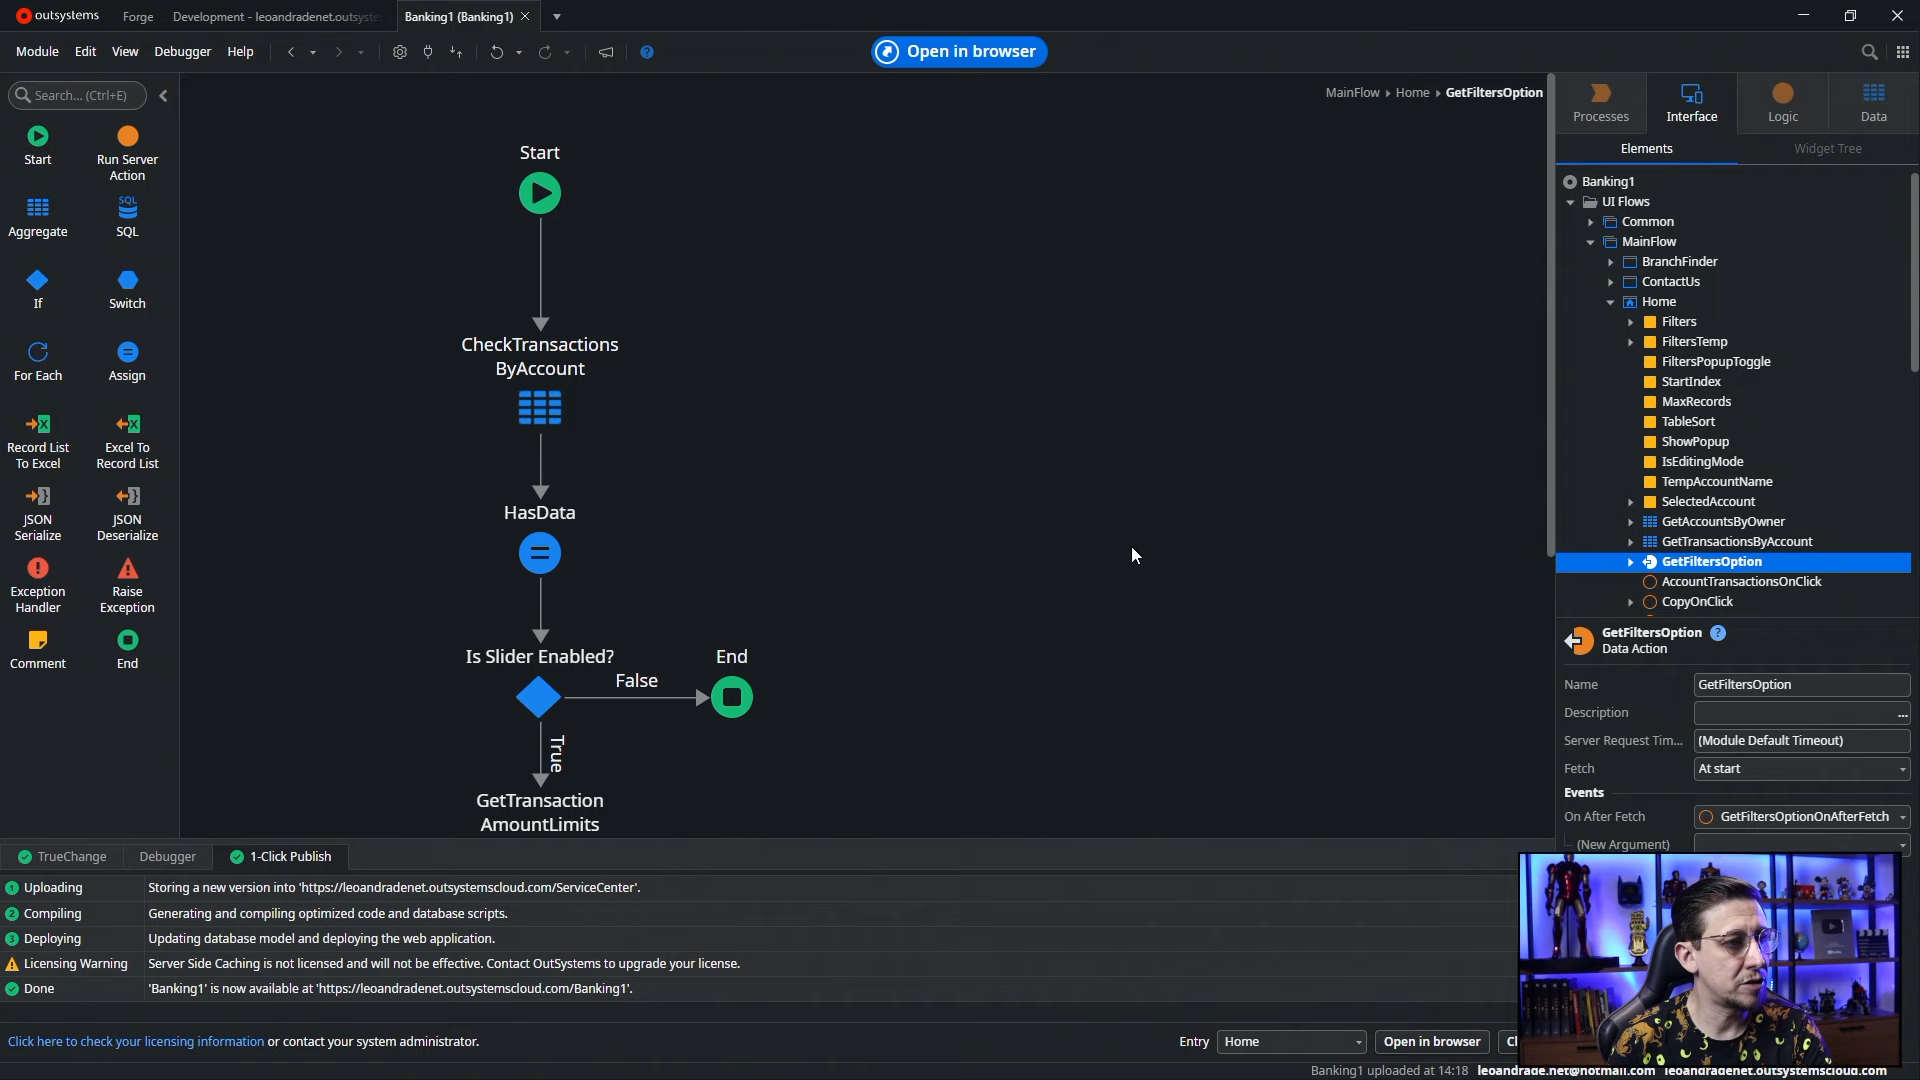 outsystems
Forge
Development - leoandradenet.outsyste
Banking1 (Banking1)
Module
Edit
View
Debugger
Help
Open in browser
Search... (Ctrl+E)
Start
Run Server
Action
Aggregate
SQL
SQL
If
Switch
For Each
Assign
Record List
To Excel
Excel To
Record List
JSON
Serialize
JSON
Deserialize
Exception
Handler
Raise
Exception
Comment
End
MainFlow
Home
GetFiltersOption
Start
CheckTransactions
ByAccount
HasData
Is Slider Enabled?
False
End
True
GetTransaction
AmountLimits
Processes
Interface
Logic
Data
Elements
Widget Tree
Banking1
UI Flows
Common
MainFlow
BranchFinder
ContactUs
Home
Filters
FiltersTemp
FiltersPopupToggle
StartIndex
MaxRecords
TableSort
ShowPopup
IsEditingMode
TempAccountName
SelectedAccount
GetAccountsByOwner
GetTransactionsByAccount
GetFiltersOption
AccountTransactionsOnClick
CopyOnClick
GetFiltersOption
Data Action
Name
GetFiltersOption
Description
...
Server Request Tim...
(Module Default Timeout)
Fetch
At start
Events
On After Fetch
GetFiltersOptionOnAfterFetch
(New Argument)
TrueChange
Debugger
1-Click Publish
1 Uploading
Storing a new version into 'https://leoandradenet.outsystemscloud.com/ServiceCenter'.
2 Compiling
Generating and compiling optimized code and database scripts.
3 Deploying
Updating database model and deploying the web application.
Licensing Warning
Server Side Caching is not licensed and will not be effective. Contact OutSystems to upgrade your license.
Done
'Banking1' is now available at 'https://leoandradenet.outsystemscloud.com/Banking1'.
Click here to check your licensing information or contact your system administrator.
Entry
Home
Open in browser
Banking1 uploaded at 14:18
leoandrade.net@hotmail.com
leoandradenet.outsystemscloud.com